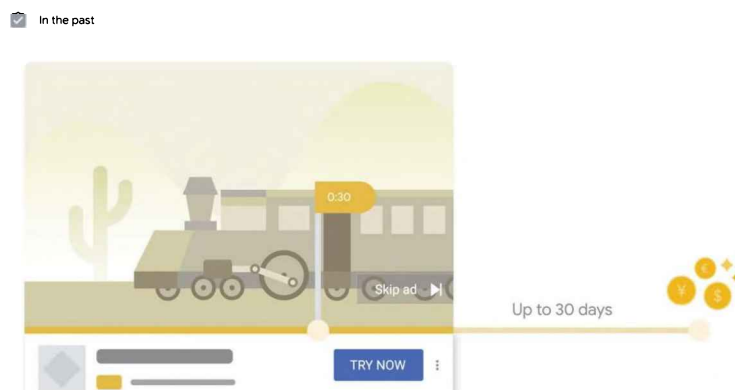 In the past
0:30
Skip ad
Up to 30 days
¥ € $
TRY NOW